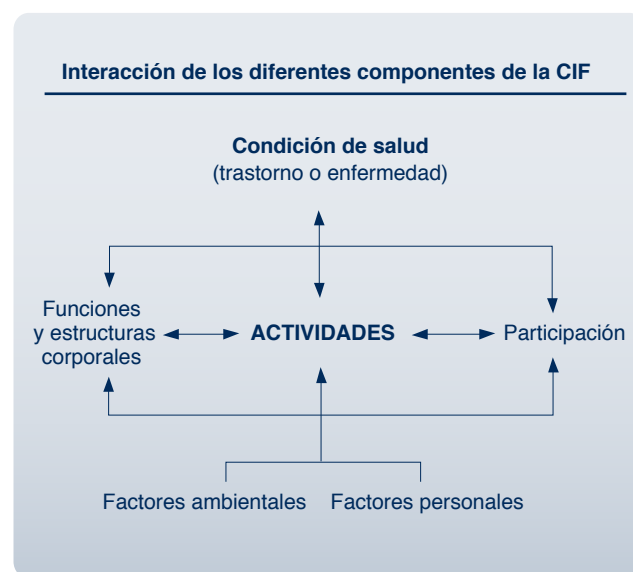 Interacción de los diferentes componentes de la CIF
Condición de salud
(trastorno o enfermedad)
Funciones
y estructuras
corporales
ACTIVIDADES
Participación
Factores ambientales
Factores personales